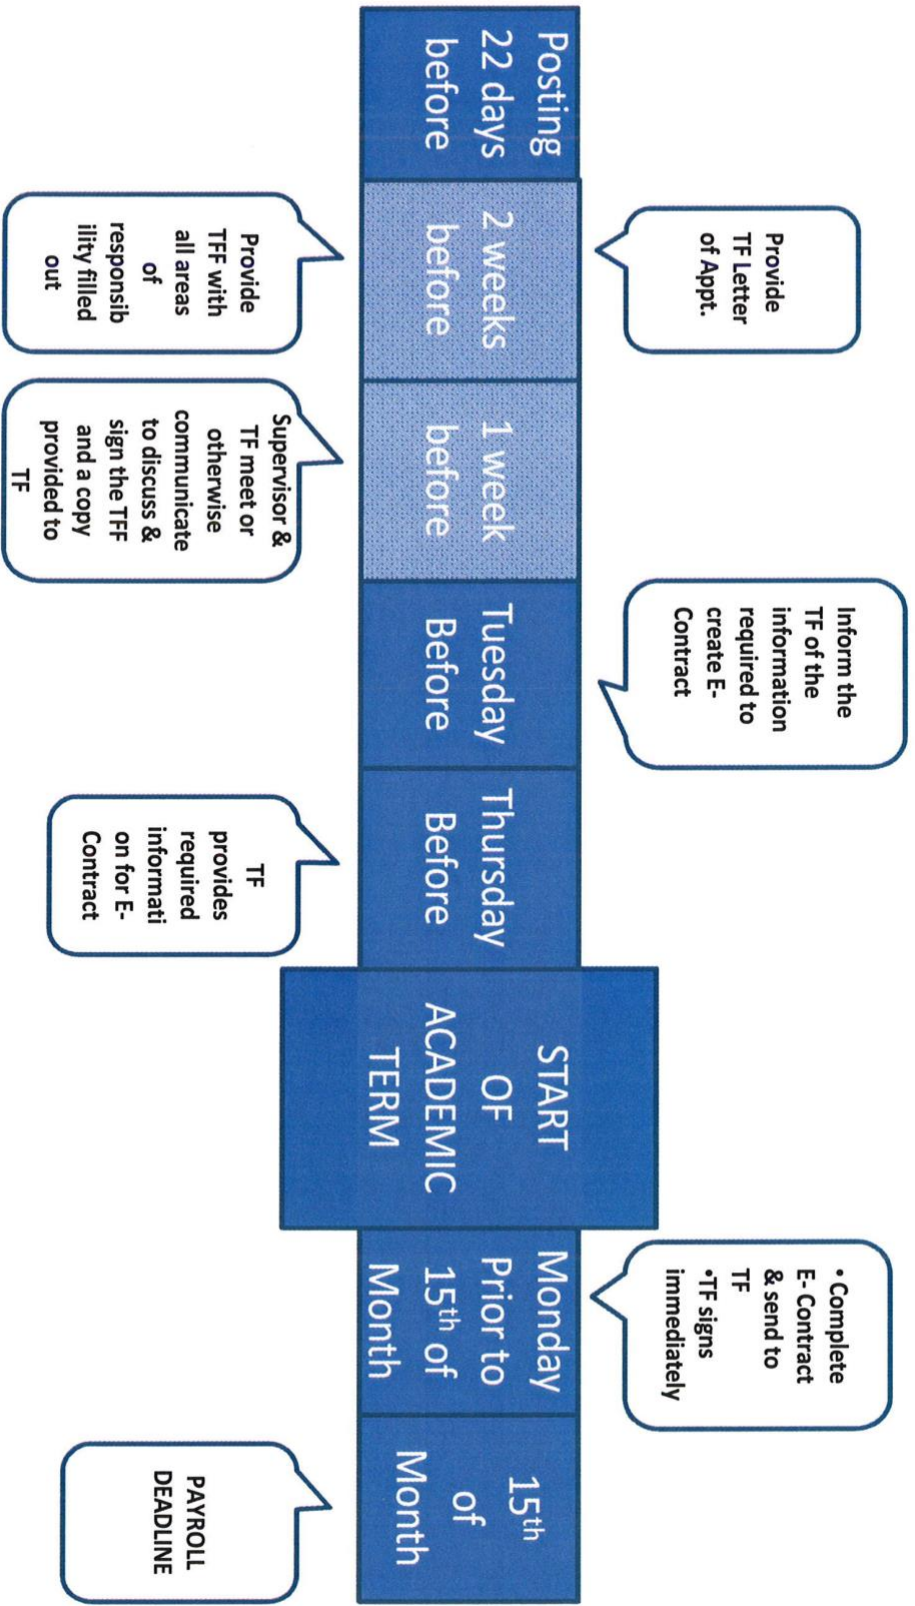 Posting
22 days
before
Provide
TF Letter
of Appt.
2 weeks
before
Provide
TFF with
all areas
of
responsib
ility filled
out
1 week
before
Supervisor &
TF meet or
otherwise
communicate
to discuss &
sign the TFF
and a copy
provided to
TF
Inform the
TF of the
information
required to
create E-
Contract
Tuesday
Before
Thursday
Before
TF
provides
required
informati
on for E-
Contract
START
OF
ACADEMIC
TERM
• Complete
E- Contract
& send to
TF
•TF signs
immediately
Monday
Prior to
15th of
Month
15th
of
Month
PAYROLL
DEADLINE